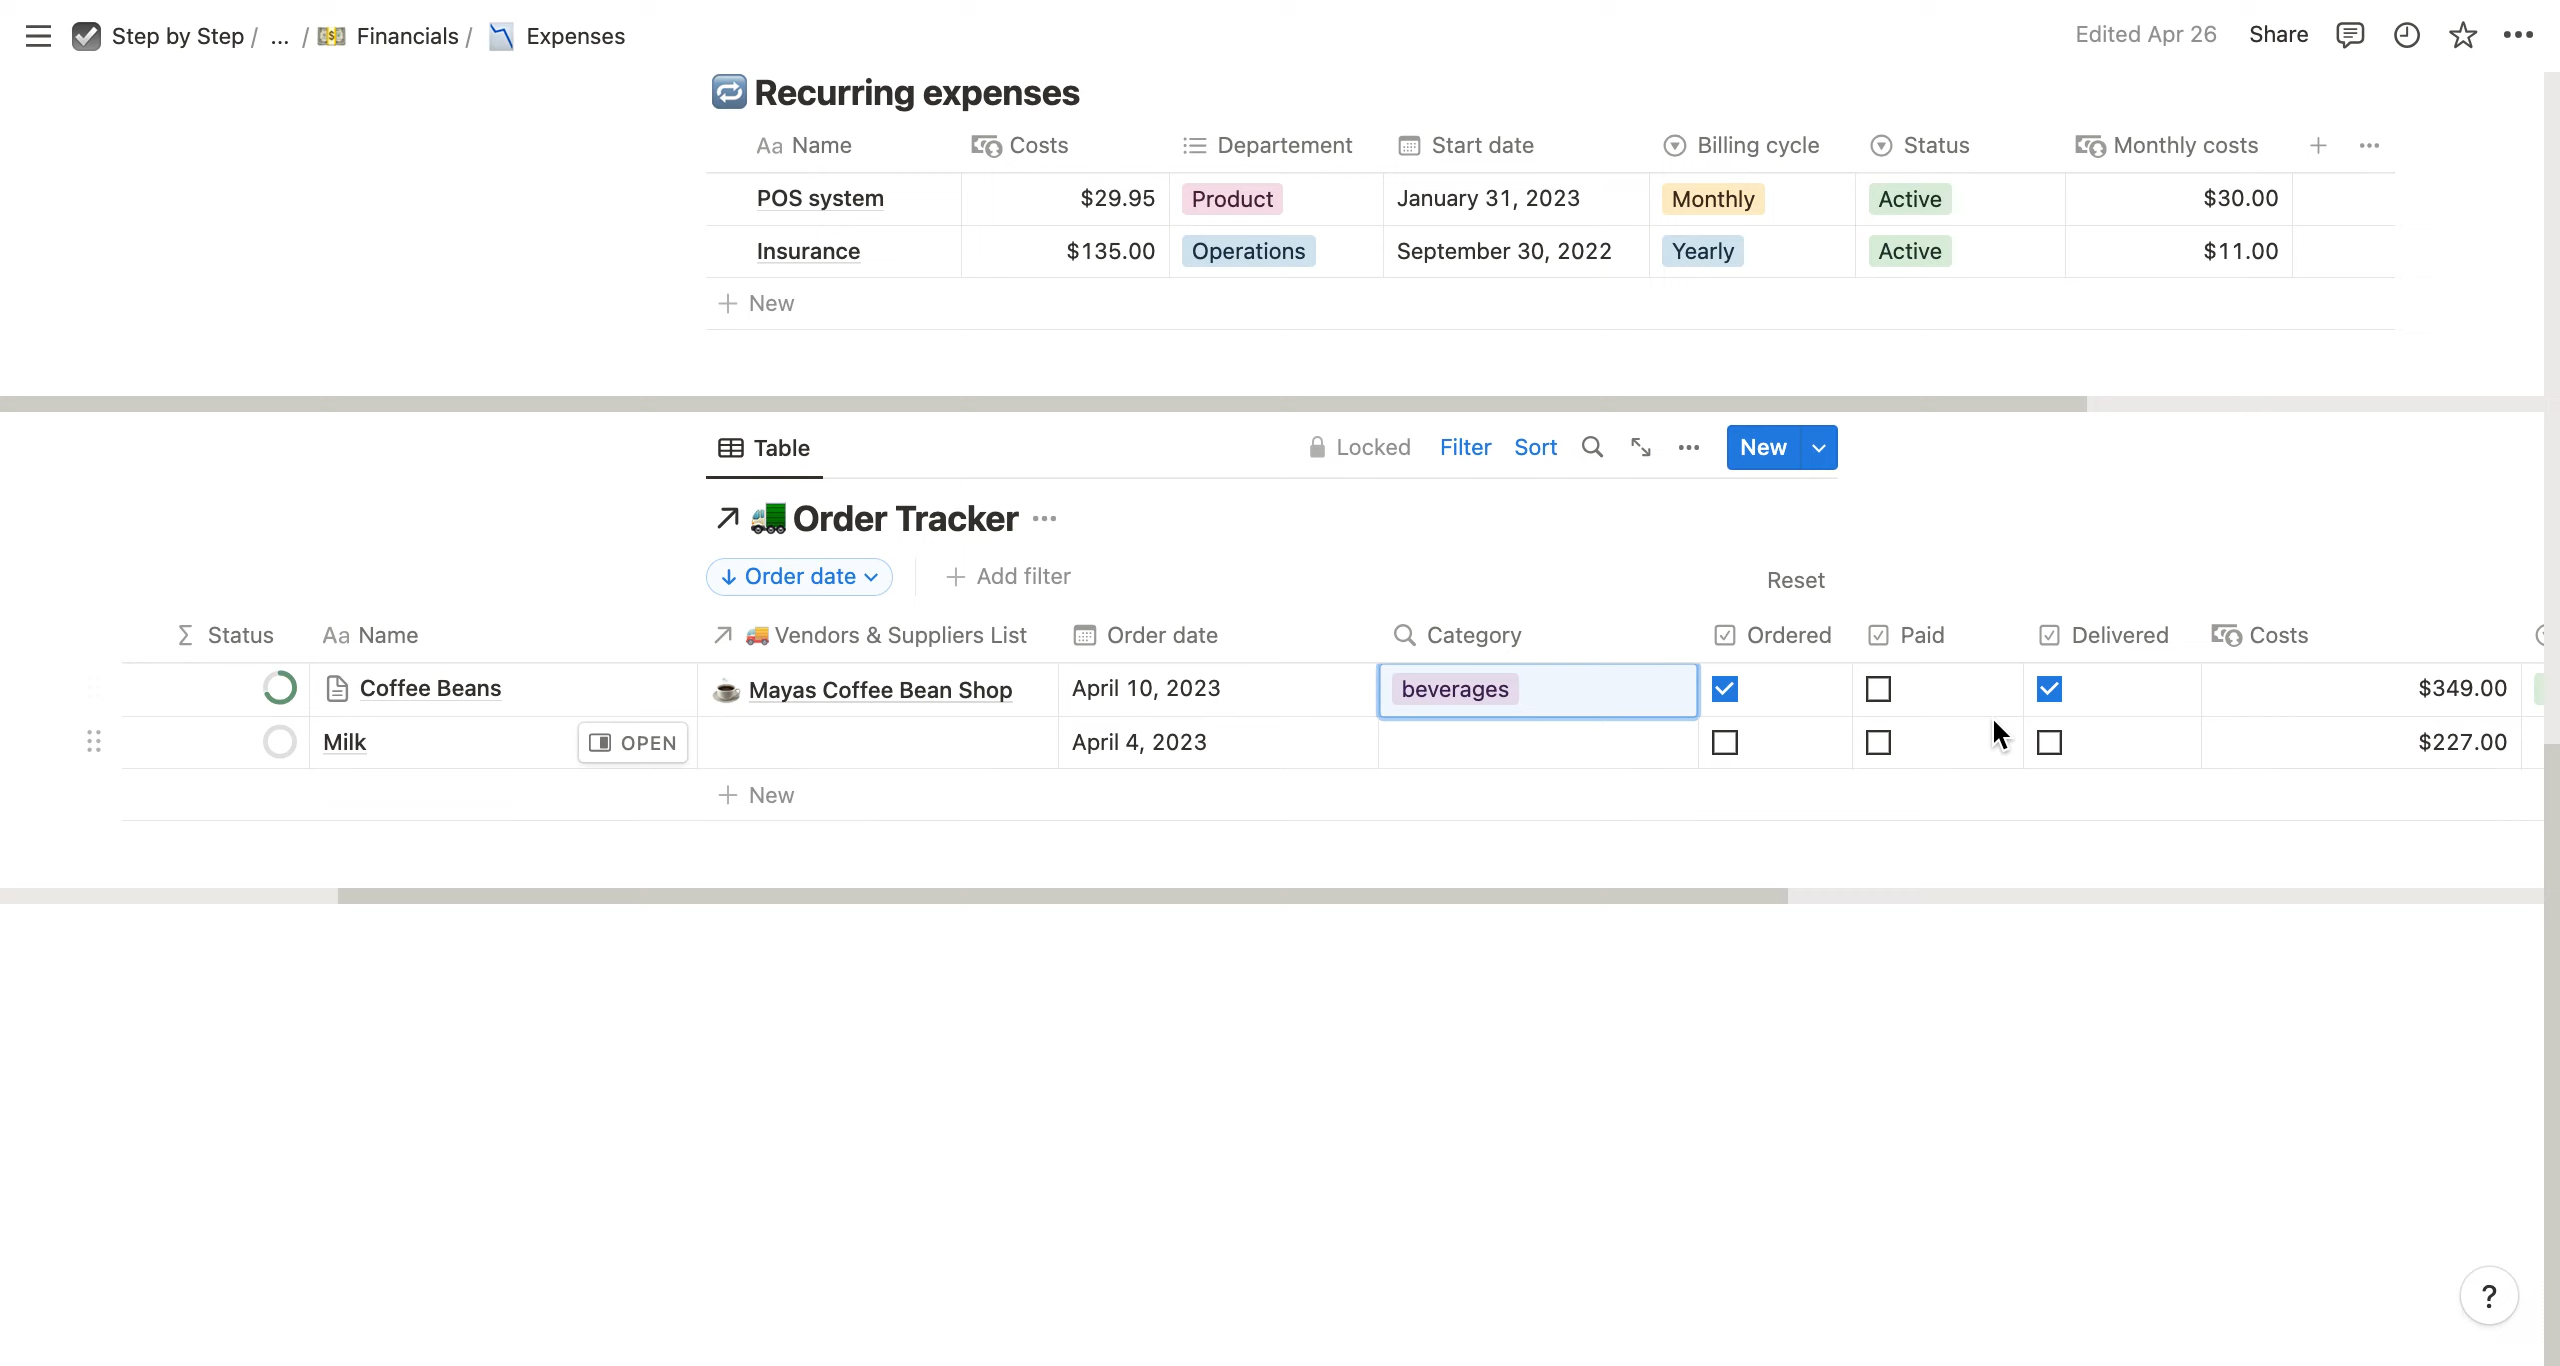 Step by Step / ... / Financials / Expenses Edited Apr 26 Share
Recurring expenses
Aa Name Costs Departement Start date Billing cycle Status Monthly costs
POS system $29.95 Product January 31, 2023 Monthly Active $30.00
Insurance $135.00 Operations September 30, 2022 Yearly Active $11.00
+ New
Table Locked Filter Sort New
Order Tracker
Order date + Add filter Reset
Σ Status Aa Name Vendors & Suppliers List Order date Category Ordered Paid Delivered Costs
Coffee Beans Mayas Coffee Bean Shop April 10, 2023 beverages $349.00
Milk OPEN April 4, 2023 $227.00
+ New
?